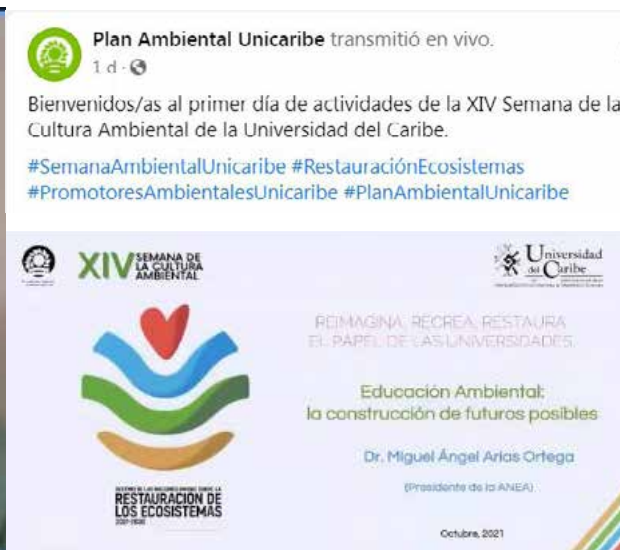 Plan Ambiental Unicaribe transmitió en vivo.
1 d ·
Bienvenidos/as al primer día de actividades de la XIV Semana de la
Cultura Ambiental de la Universidad del Caribe.
#SemanaAmbientalUnicaribe #RestauraciónEcosistemas
#PromotoresAmbientalesUnicaribe #PlanAmbientalUnicaribe
XIV SEMANA DE
LA CULTURA
AMBIENTAL
Universidad
del Caribe
REIMAGINA, RECREA, RESTAURA
EL PAPEL DE LAS UNIVERSIDADES.
Educación Ambiental:
la construcción de futuros posibles
Dr. Miguel Ángel Arias Ortega
(Presidente de la ANEA)
RESTAURACIÓN DE
LOS ECOSISTEMAS
Octubre, 2021